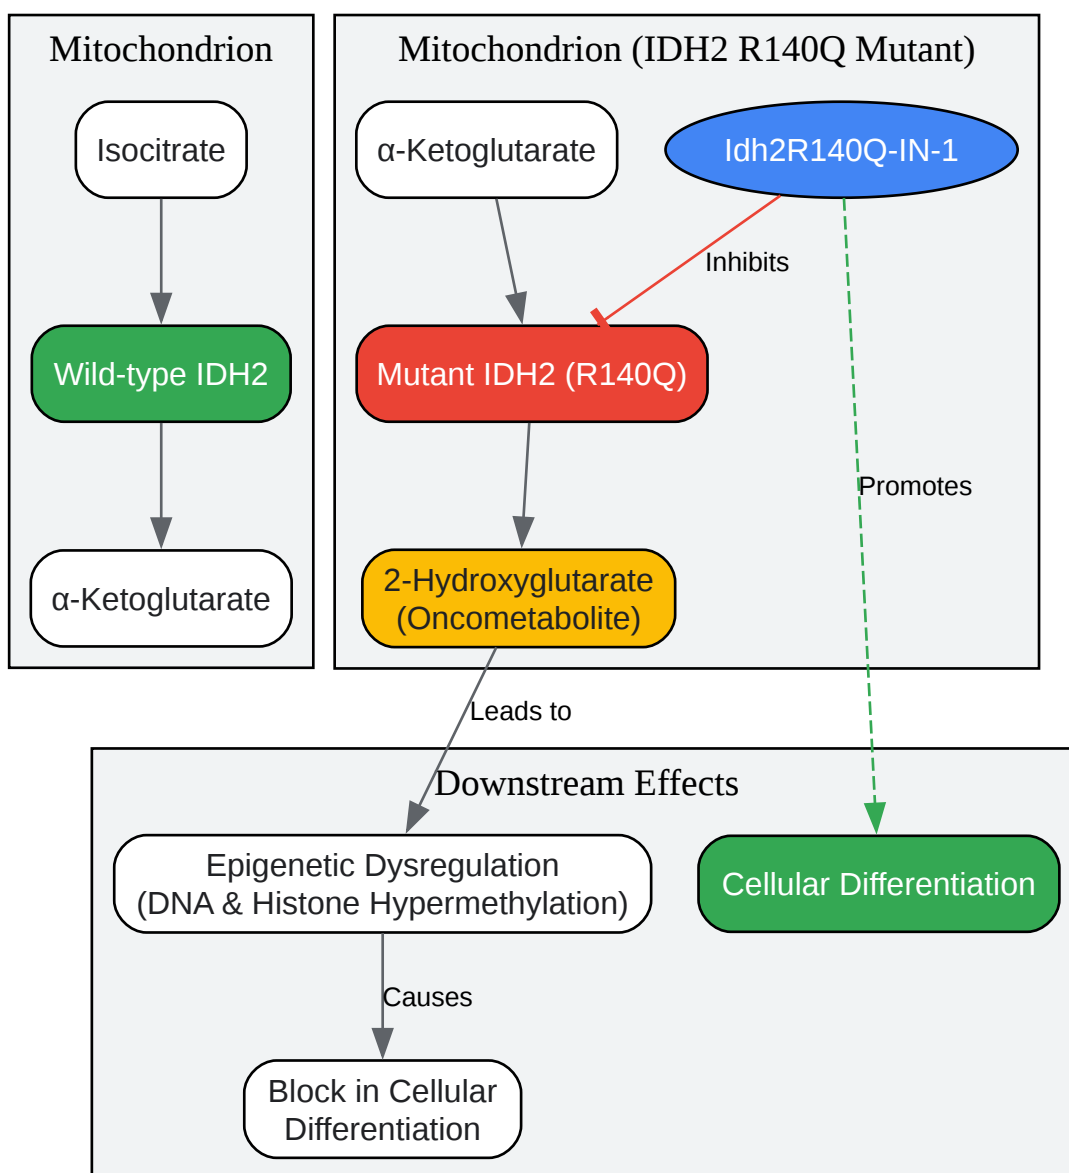 Mitochondrion
Isocitrate
Wild-type IDH2
α-Ketoglutarate
Mitochondrion (IDH2 R140Q Mutant)
α-Ketoglutarate
Idh2R140Q-IN-1
Inhibits
Mutant IDH2 (R140Q)
Promotes
2-Hydroxyglutarate
(Oncometabolite)
Leads to
Downstream Effects
Epigenetic Dysregulation
(DNA & Histone Hypermethylation)
Cellular Differentiation
Causes
Block in Cellular
Differentiation